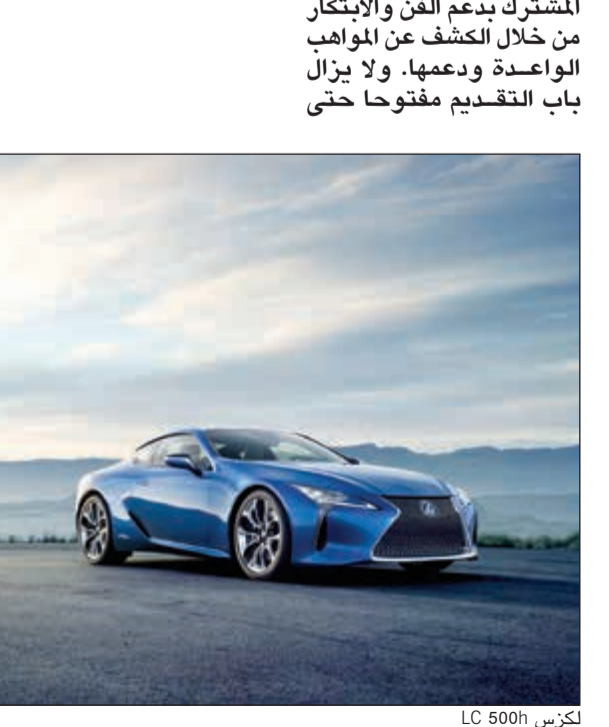 المشترك بدعم الفن والابتكار
من خلال الكشف عن المواهب
الواعدة ودعمها. ولا يزال
باب التقديم مفتوحا حتى
لكزس LC 500h